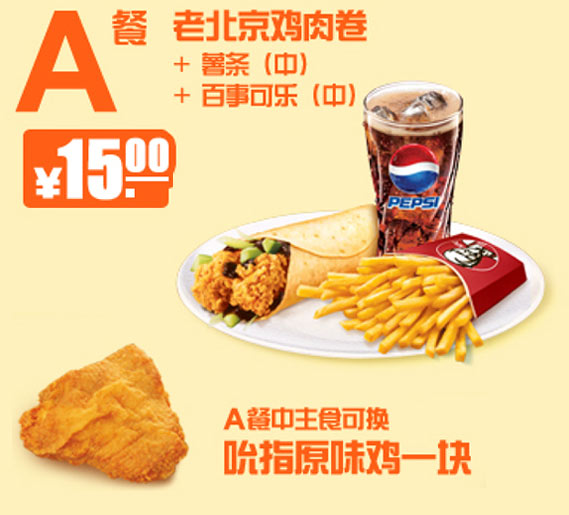 A餐 老北京鸡肉卷
+ 薯条（中）
+ 百事可乐（中）
¥15.00
PEPSI
A餐中主食可换
吮指原味鸡一块